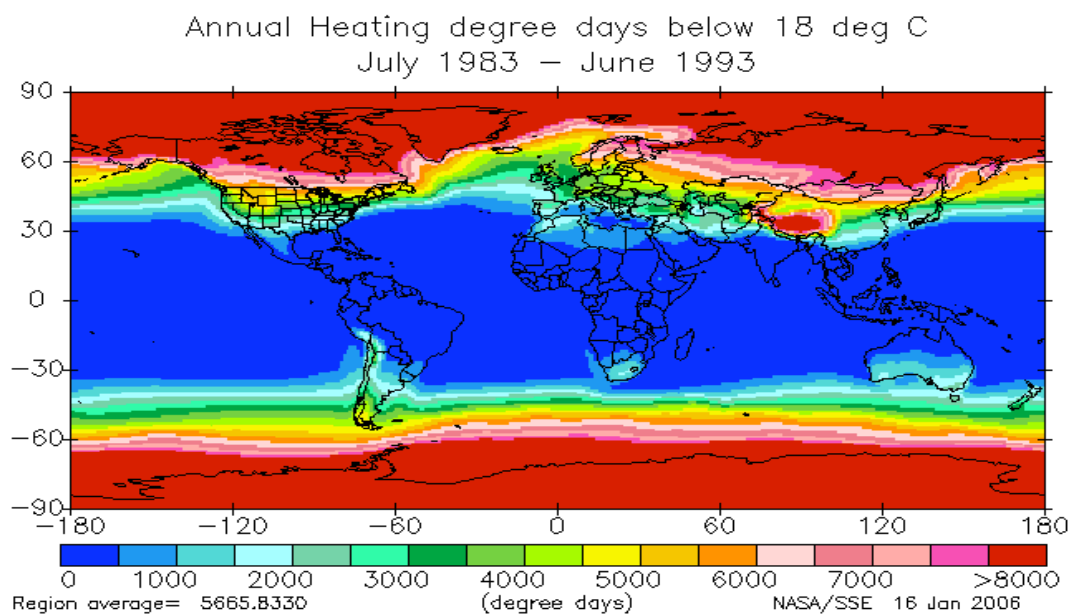 Annual Heating degree days below 18 deg C
July 1983 – June 1993
90
60
30
0
−30
−60
−90
−180 −120 −60 0 60 120 180
0 1000 2000 3000 4000 5000 6000 7000 >8000
Region average= 5665.8330 (degree days) NASA/SSE 16 Jan 2006